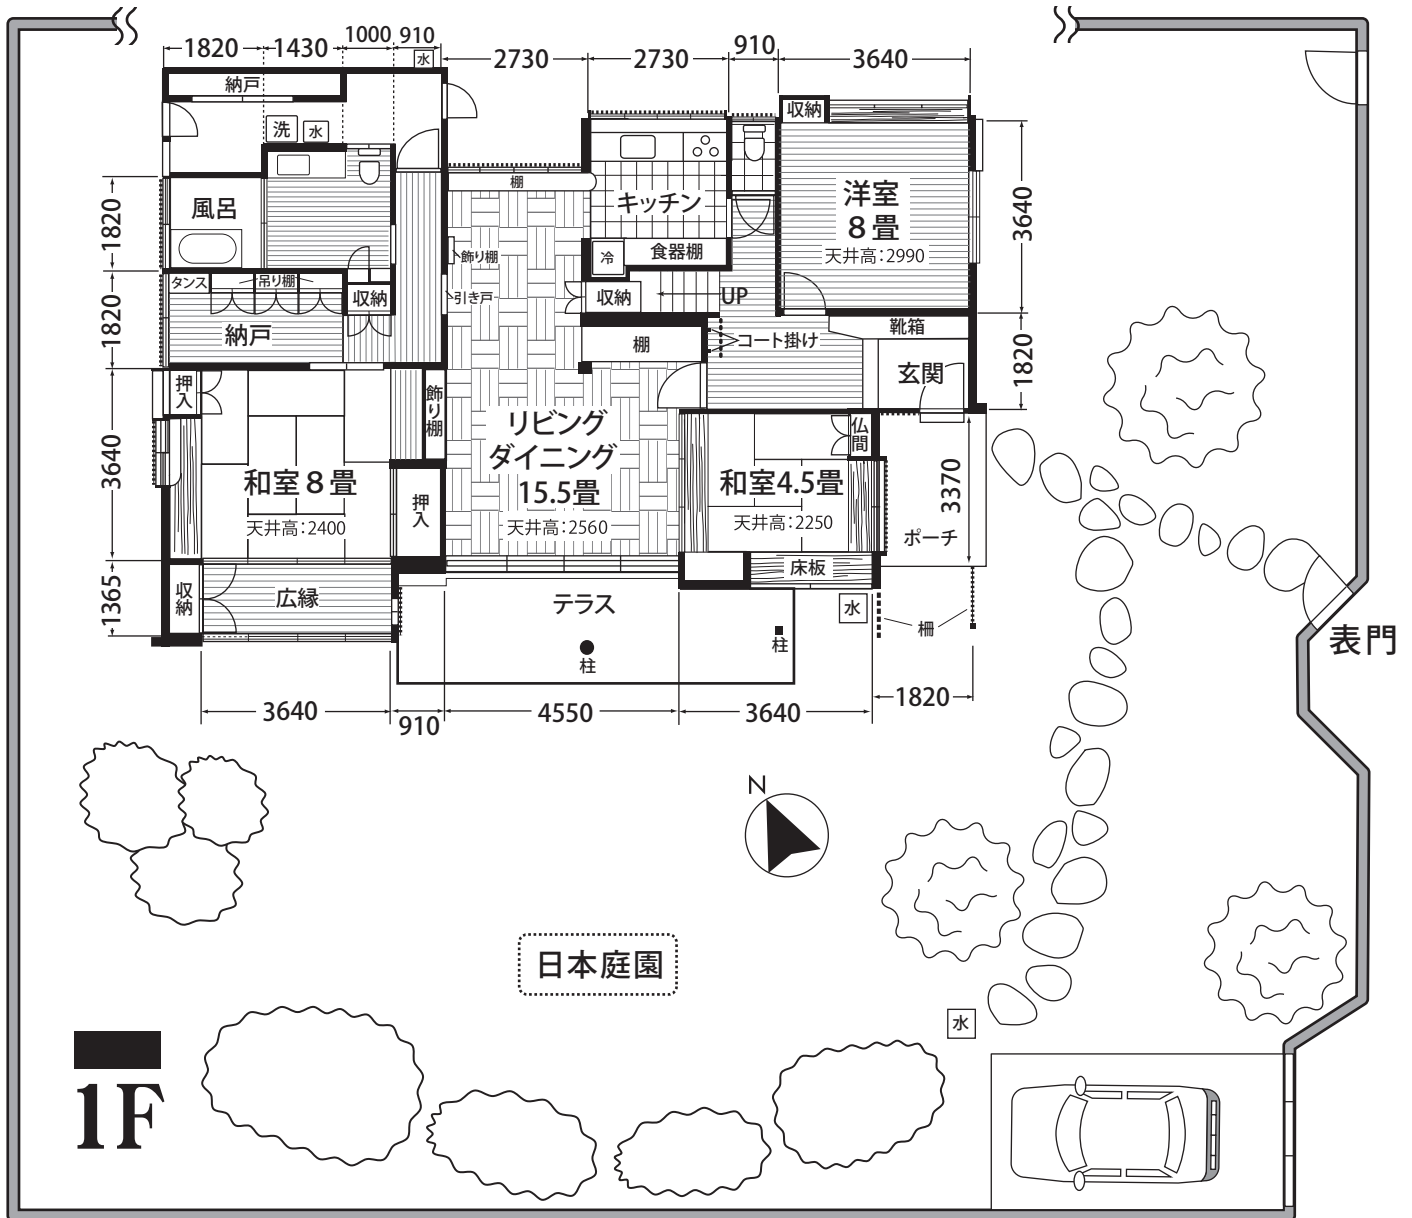 1820 1430 1000 910 2730 2730 910 3640
水
納戸
洗 水
収納
棚
風呂
キッチン
洋室
8畳
天井高:2990
1820
3640
飾り棚
冷 食器棚
タンス 吊り棚
収納
引き戸
収納
UP
納戸
1820
棚
コート掛け
靴箱
玄関
1820
押入
飾り棚
リビング
ダイニング
15.5畳
天井高:2560
仏間
3640
和室8畳
天井高:2400
押入
和室4.5畳
天井高:2250
3370
ポーチ
床板
1365
収納
広縁
テラス
水
柵
柱
柱
表門
3640
910
4550
3640
1820
N
日本庭園
水
1F